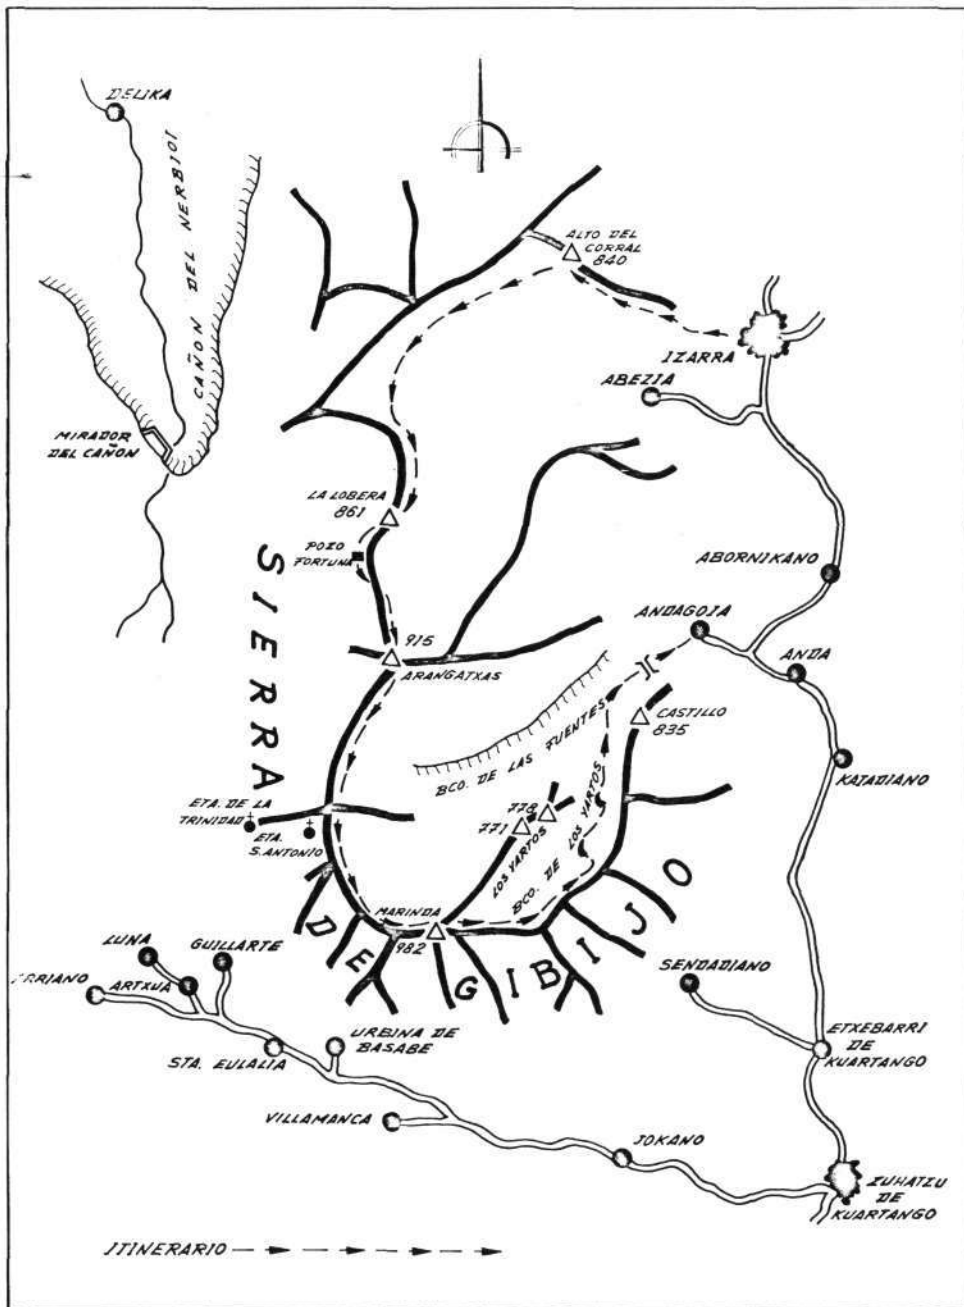 DELIKA
CAÑON DEL NERBIOI
ALTO DEL
CORRAL
840
IZARRA
ABEZIA
MIRADOR
DEL CAÑON
LA LOBERA
861
POZO
FORTUNA
SIERRA
ABORNIKANO
ANDAGOIA
915
ARANGATXAS
ANDA
CASTILLO
835
BCO. DE LAS FUENTES
KATADIANO
ETA. DE LA
TRINIDAD
ETA.
S. ANTONIO
778
771
LOS YARTOS
BCO. DE LOS YARTOS
MARINDA
982
DE GIBIJO
LUNA
GUILLARTE
ARTXUA
SENDADIANO
URBINA DE
BASABE
STA. EULALIA
ETXEBARRI
DE
KUARTANGO
VILLAMANCA
JOKANO
ZUHATZU
DE
KUARTANGO
ITINERARIO